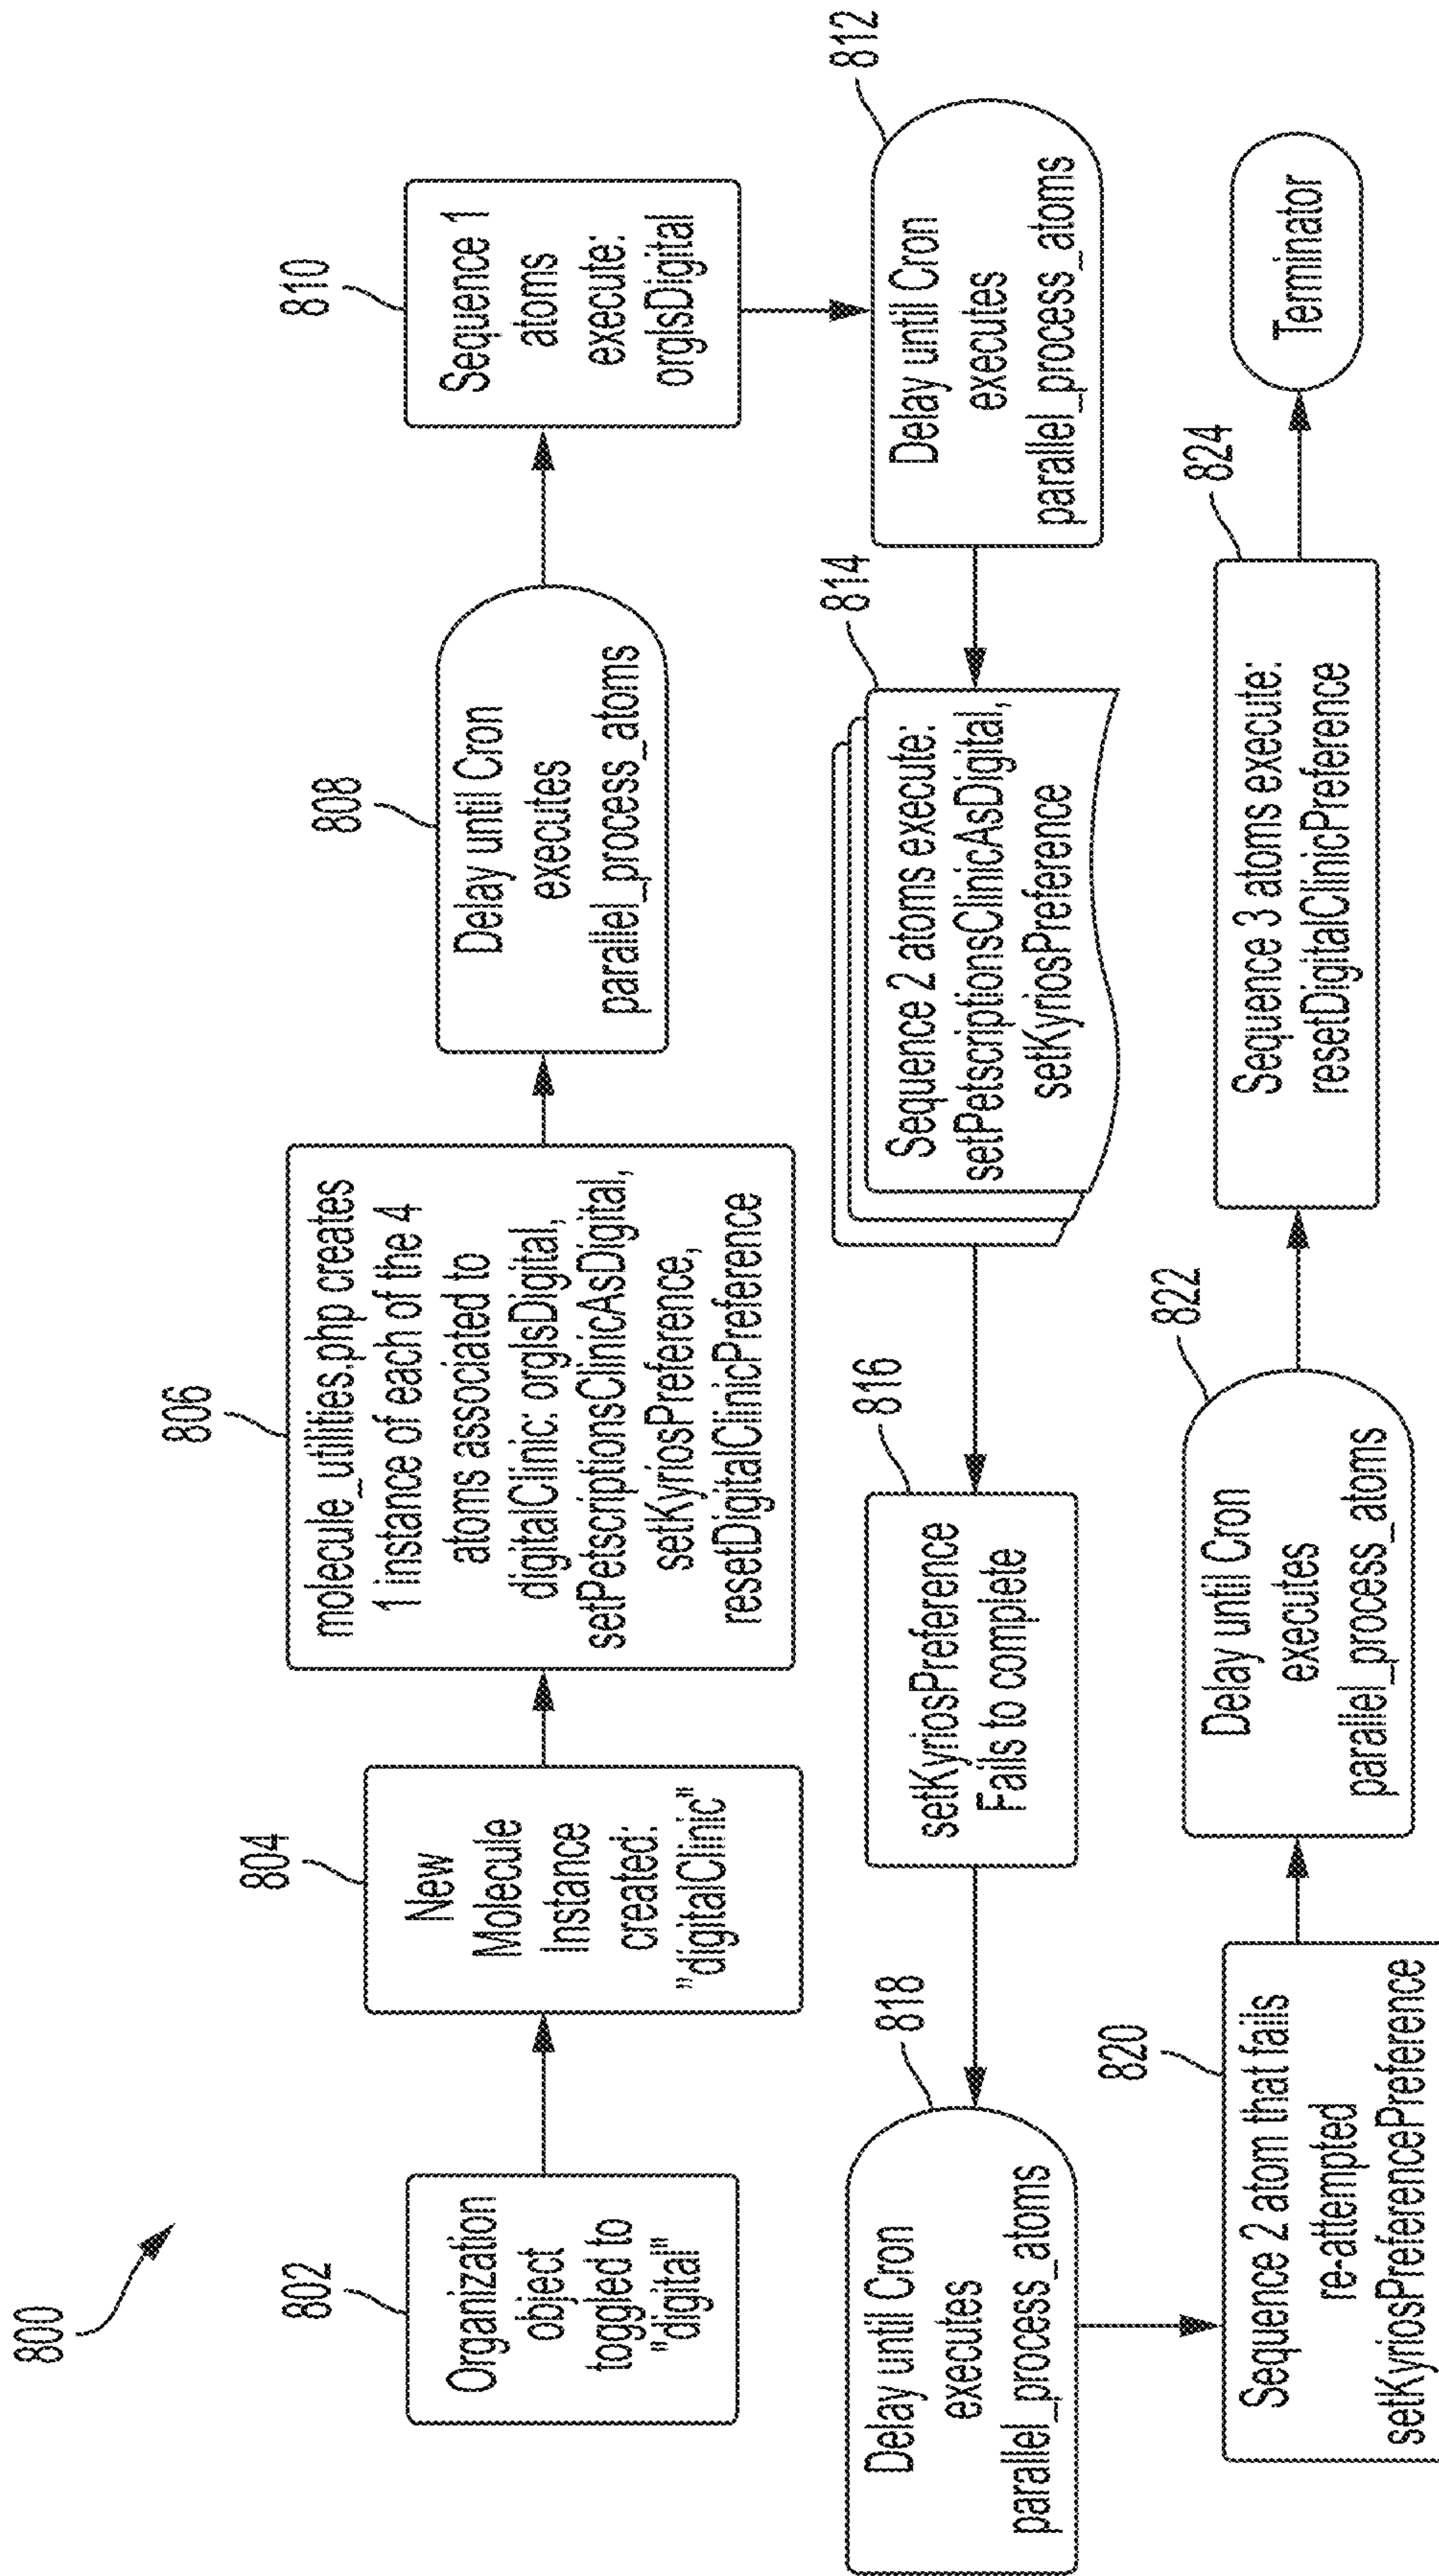 800
802
Organization
object
toggled to
"digital"
804
New
Molecule
Instance
created:
"digitalClinic"
806
molecule_utilities.php creates
1 instance of each of the 4
atoms associated to
digitalClinic: orgIsDigital,
setPetscriptionsClinicAsDigital,
setKyriosPreference,
resetDigitalClinicPreference
808
Delay until Cron
executes
parallel_process_atoms
810
Sequence 1
atoms
execute:
orgIsDigital
812
Delay until Cron
executes
parallel_process_atoms
814
Sequence 2 atoms execute:
setPetscriptionsClinicAsDigital,
setKyriosPreference
816
setKyriosPreference
Fails to complete
818
Delay until Cron
executes
parallel_process_atoms
820
Sequence 2 atom that fails
re-attempted
setKyriosPreferencePreference
822
Delay until Cron
executes
parallel_process_atoms
824
Sequence 3 atoms execute:
resetDigitalClinicPreference
Terminator